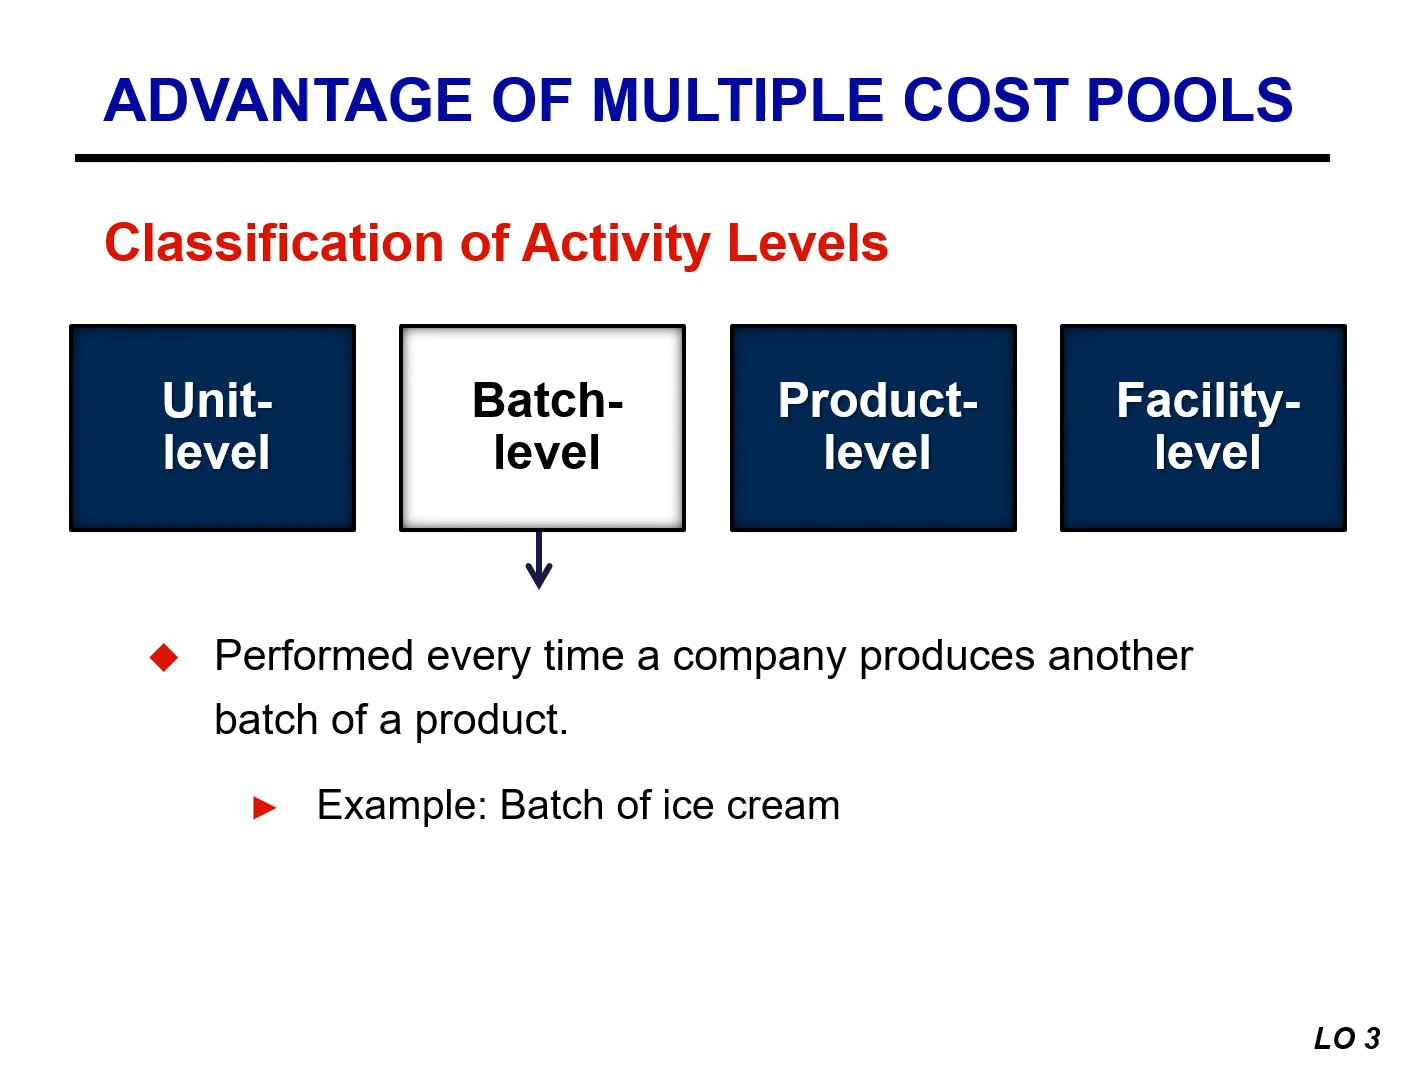 ADVANTAGE OF MULTIPLE COST POOLS
Classification of Activity Levels
Unit-
level
Batch-
level
Product-
level
Facility-
level
Performed every time a company produces another
batch of a product.
Example: Batch of ice cream
LO 3